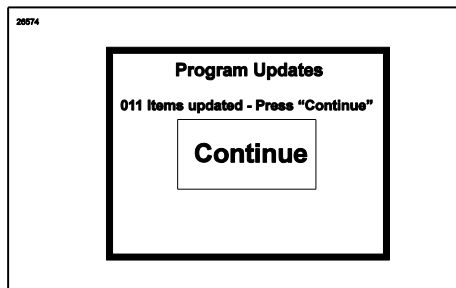 26574
Program Updates
011 Items updated - Press “Continue”
Continue